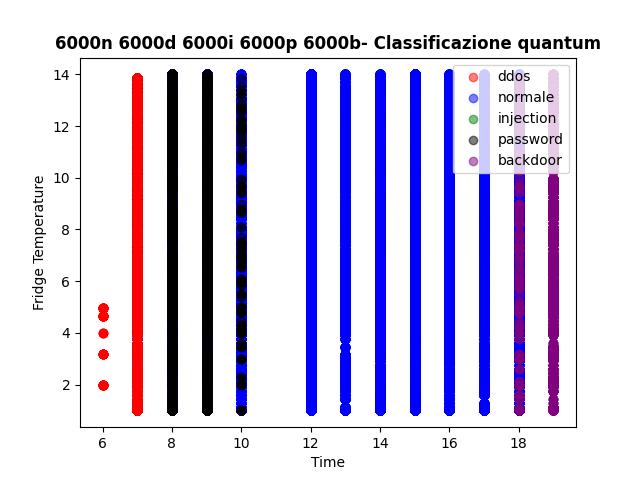 6000n 6000d 6000i 6000p 6000b- Classificazione quantum
Fridge Temperature
14
12
10
8
6
4
2
ddos
normale
injection
password
backdoor
6 8 10 12 14 16 18
Time